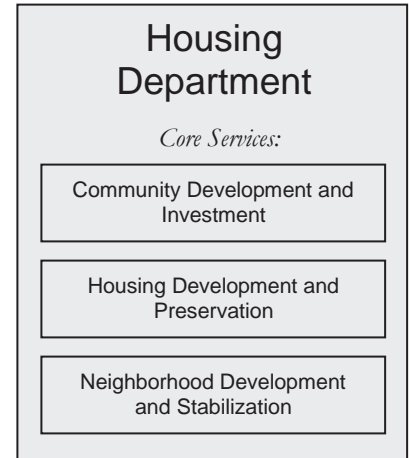 Housing
Department
Core Services:
Community Development and
Investment
Housing Development and
Preservation
Neighborhood Development
and Stabilization